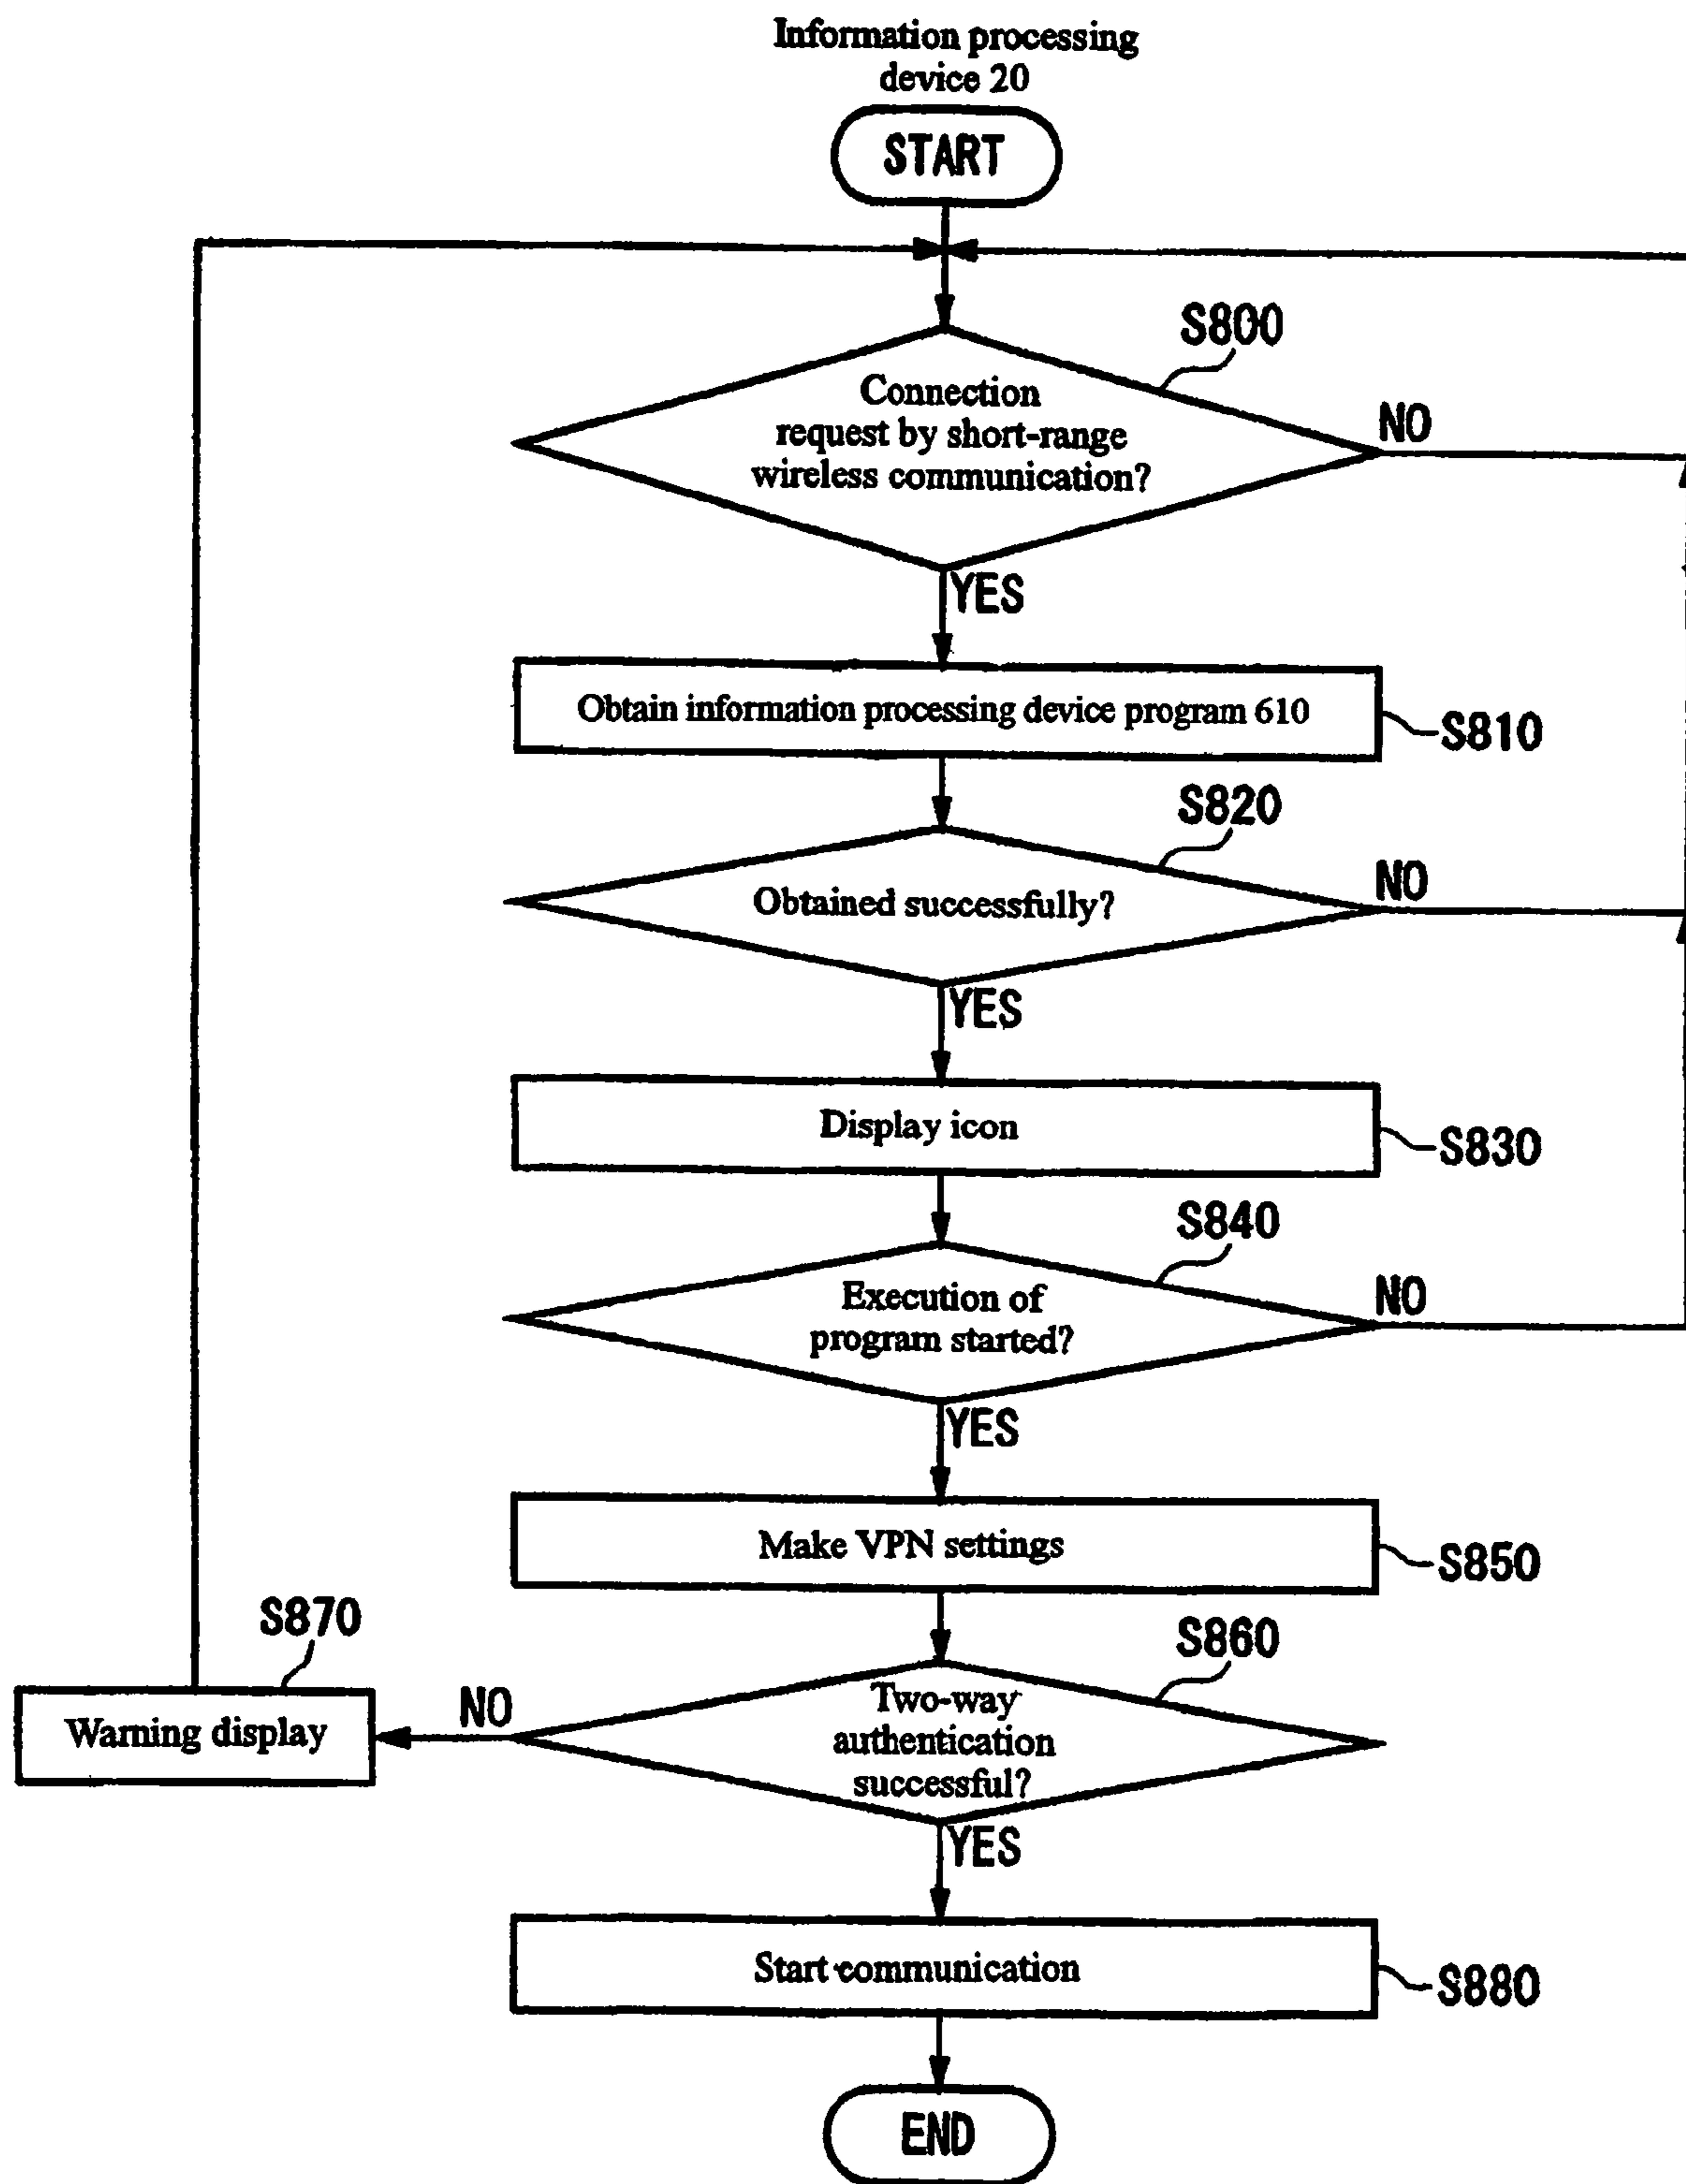 Information processing
device 20
START
S800
Connection
request by short-range
wireless communication?
NO
YES
Obtain information processing device program 610
S810
S820
Obtained successfully?
NO
YES
Display icon
S830
S840
Execution of
program started?
NO
YES
Make VPN settings
S850
S860
Two-way
authentication
successful?
NO
S870
Warning display
YES
Start communication
S880
END